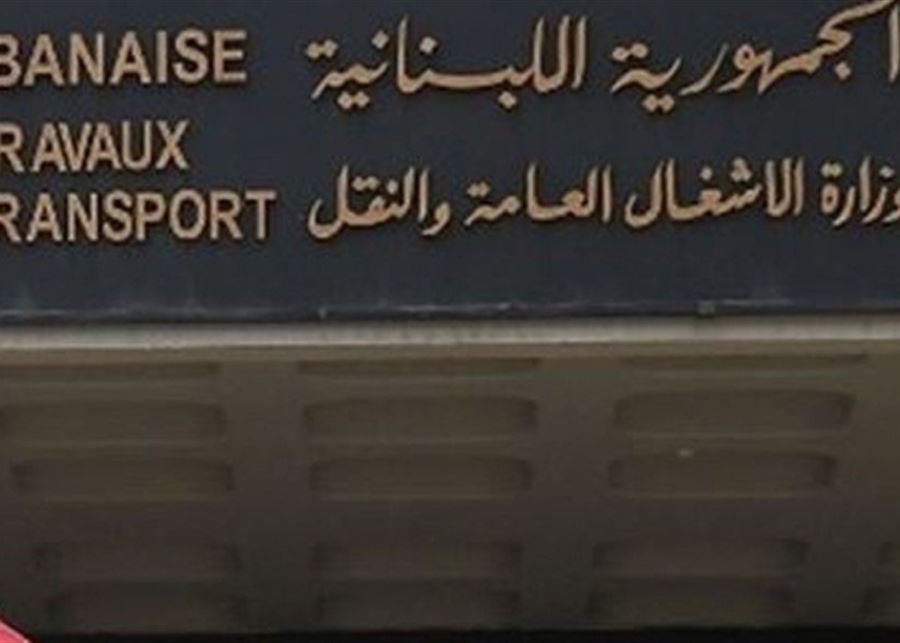 BANAISE
RAVAUX
RANSPORT
الجمهورية اللبنانية
وزارة الاشغال العامة والنقل